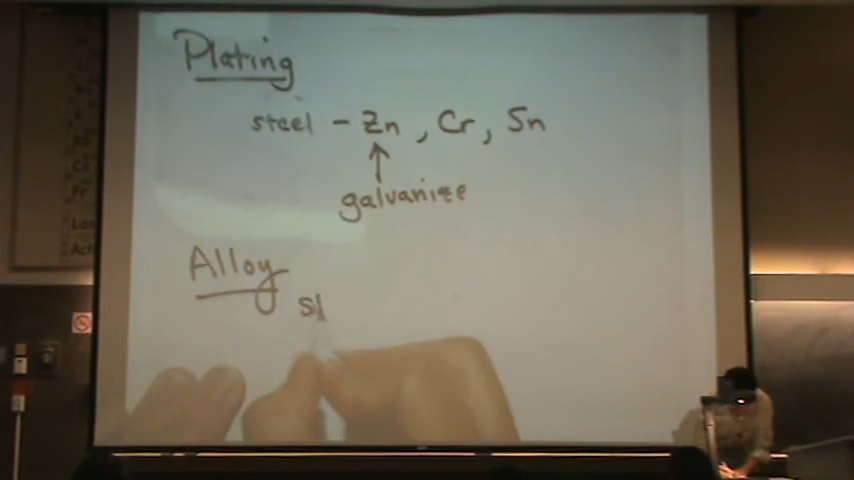 Plating
steel - Zn, Cr, Sn
galvanize
Alloy